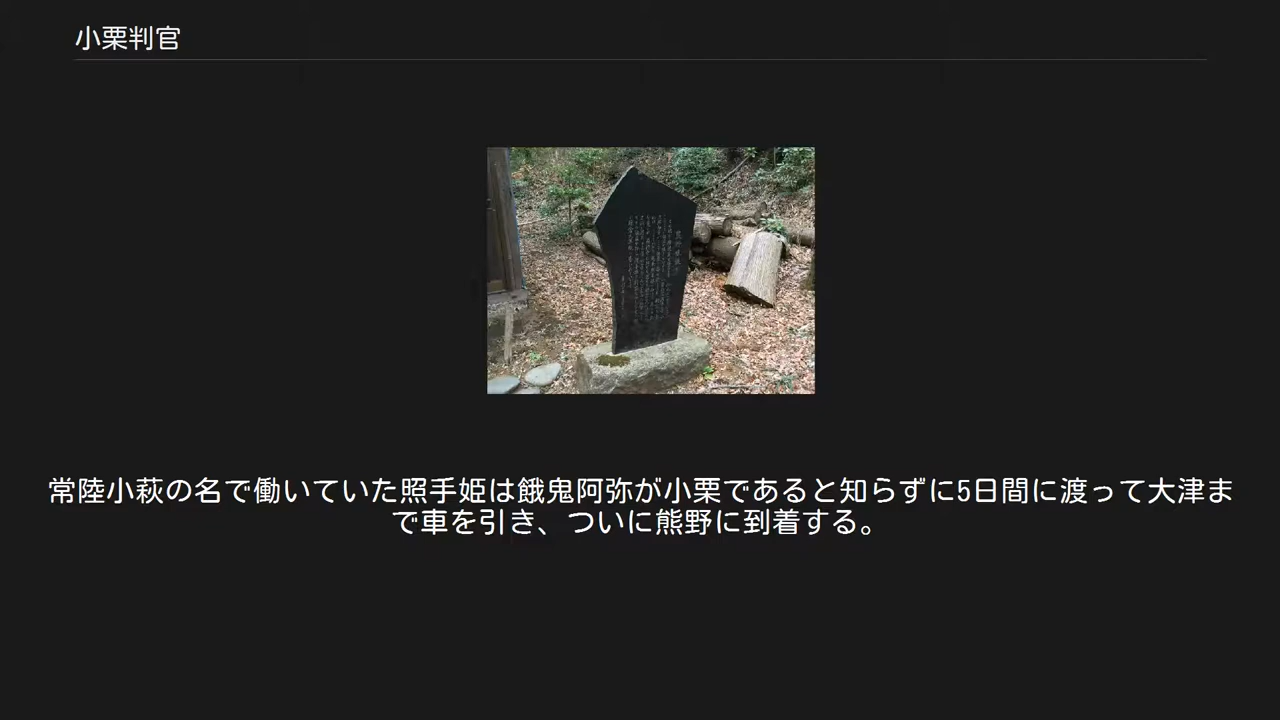 小栗判官
常陸小萩の名で働いていた照手姫は餓鬼阿弥が小栗であると知らずに5日間に渡って大津ま
で車を引き、ついに熊野に到着する。